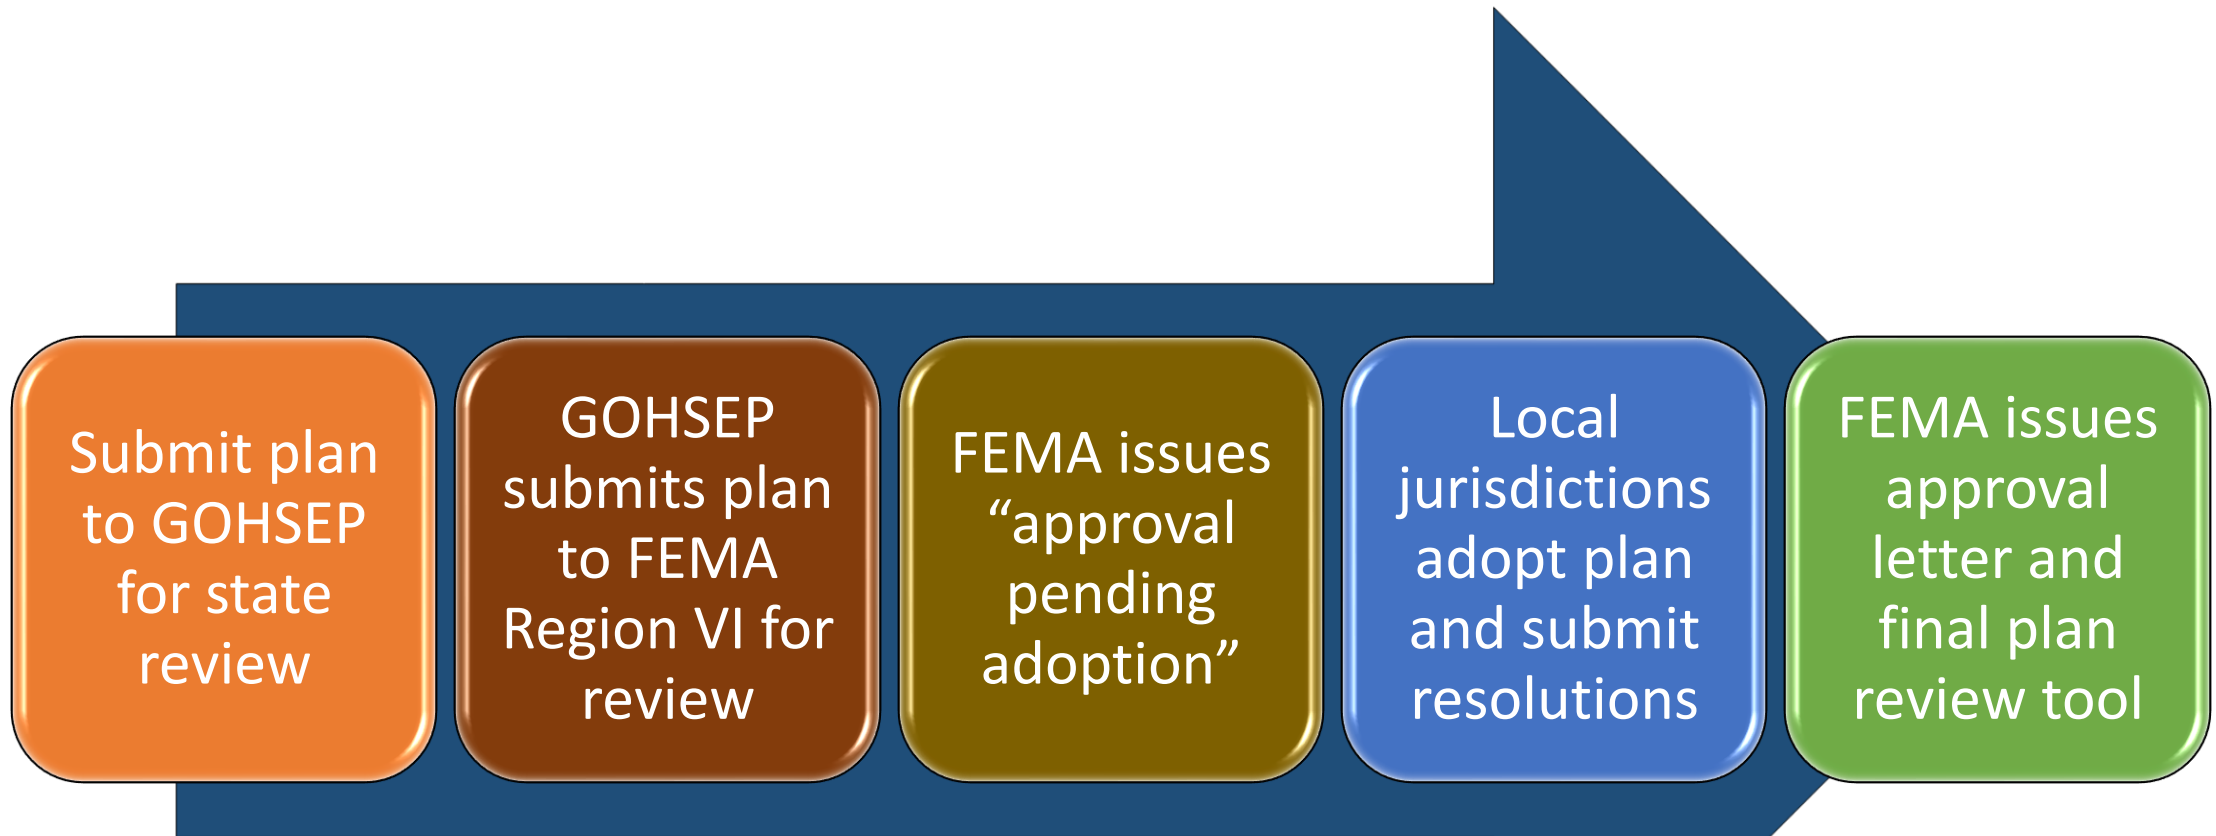 Submit plan
to GOHSEP
for state
review
GOHSEP
submits plan
to FEMA
Region VI for
review
FEMA issues
“approval
pending
adoption”
Local
jurisdictions
adopt plan
and submit
resolutions
FEMA issues
approval
letter and
final plan
review tool